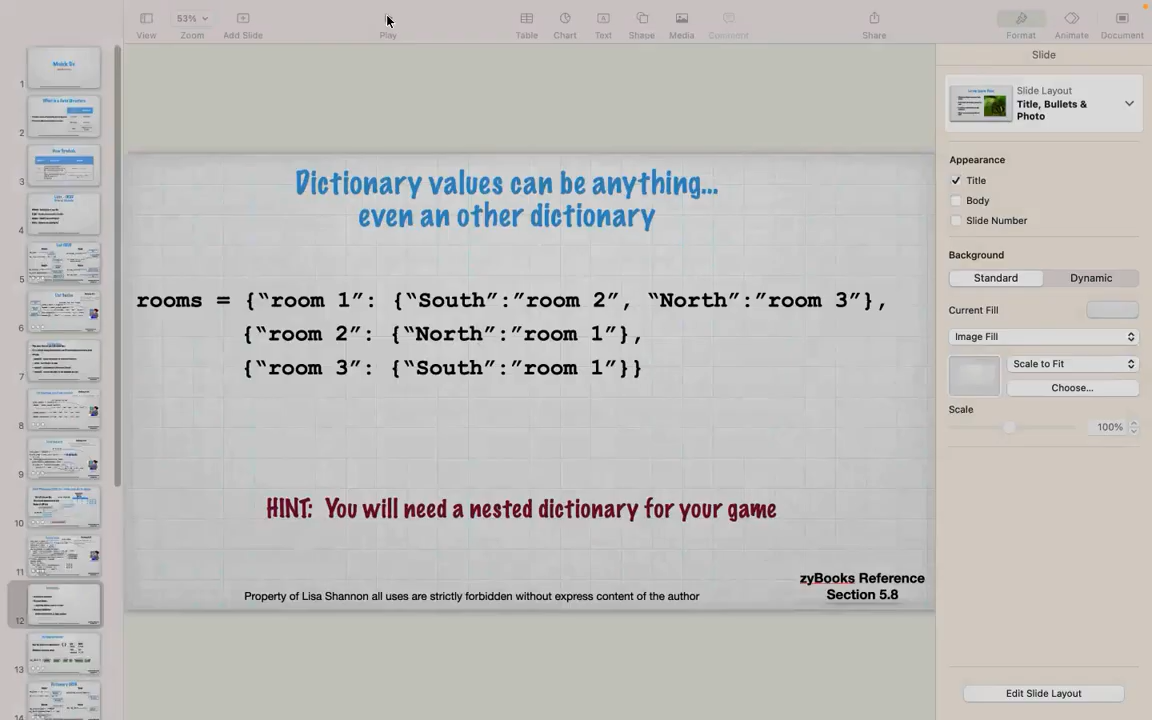 53%
View
Zoom
Add Slide
Play
Table
Chart
Text
Shape
Media
Comment
Share
Format
Animate
Document
Slide
Slide Layout
Title, Bullets &
Photo
Appearance
Title
Body
Slide Number
Background
Standard
Dynamic
Current Fill
Image Fill
Scale to Fit
Choose...
Scale
100%
Edit Slide Layout
1
2
3
4
5
6
7
8
9
10
11
12
13
14
Dictionary values can be anything...
even an other dictionary
rooms = {“room 1”: {“South”:”room 2”, “North”:”room 3”},
{“room 2”: {“North”:”room 1”},
{“room 3”: {“South”:”room 1”}}
HINT: You will need a nested dictionary for your game
zyBooks Reference
Section 5.8
Property of Lisa Shannon all uses are strictly forbidden without express content of the author